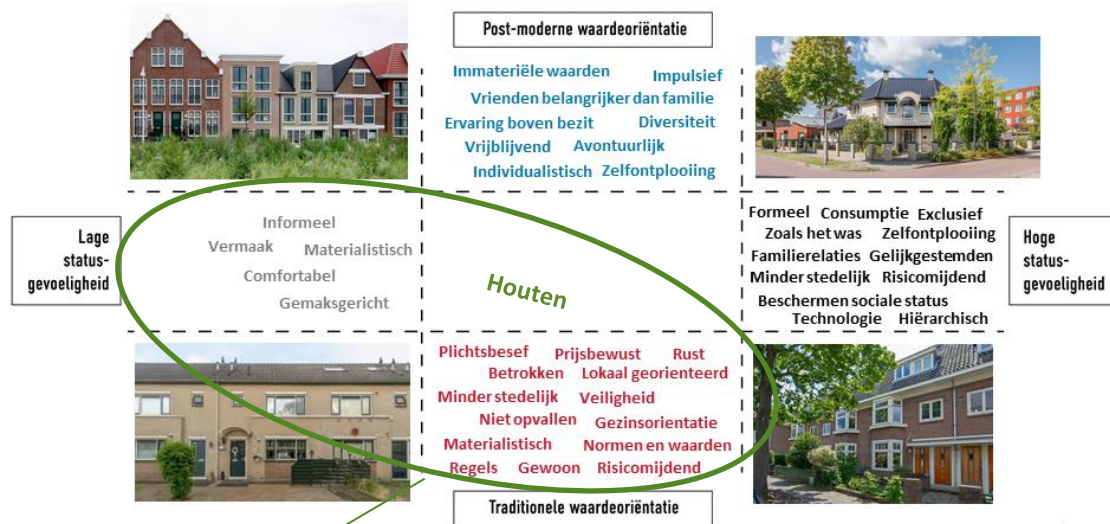 Post-moderne waardeoriëntatie
Immateriële waarden Impulsief
Vrienden belangrijker dan familie
Ervaring boven bezit Diversiteit
Vrijblijvend Avontuurlijk
Individualistisch Zelfontplooiing
Lage
status-
gevoeligheid
Informeel
Vermaak Materialistisch
Comfortabel
Gemaksgericht
Houten
Formeel Consumptie Exclusief
Zoals het was Zelfontplooiing
Familierelaties Gelijkgestemden
Minder stedelijk Risicomijdend
Beschermen sociale status
Technologie Hiërarchisch
Hoge
status-
gevoeligheid
Plichtsbesef Prijsbewust Rust
Betrokken Lokaal georienteerd
Minder stedelijk Veiligheid
Niet opvallen Gezinsorientatie
Materialistisch Normen en waarden
Regels Gewoon Risicomijdend
Traditionele waardeoriëntatie